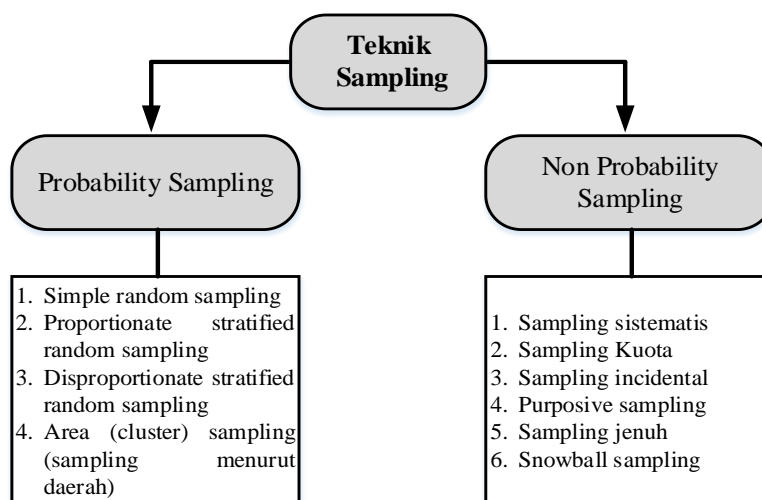 Teknik
Sampling
Probability Sampling
Non Probability
Sampling
1. Simple random sampling
2. Proportionate stratified
random sampling
3. Disproportionate stratified
random sampling
4. Area (cluster) sampling
(sampling menurut
daerah)
1. Sampling sistematis
2. Sampling Kuota
3. Sampling incidental
4. Purposive sampling
5. Sampling jenuh
6. Snowball sampling